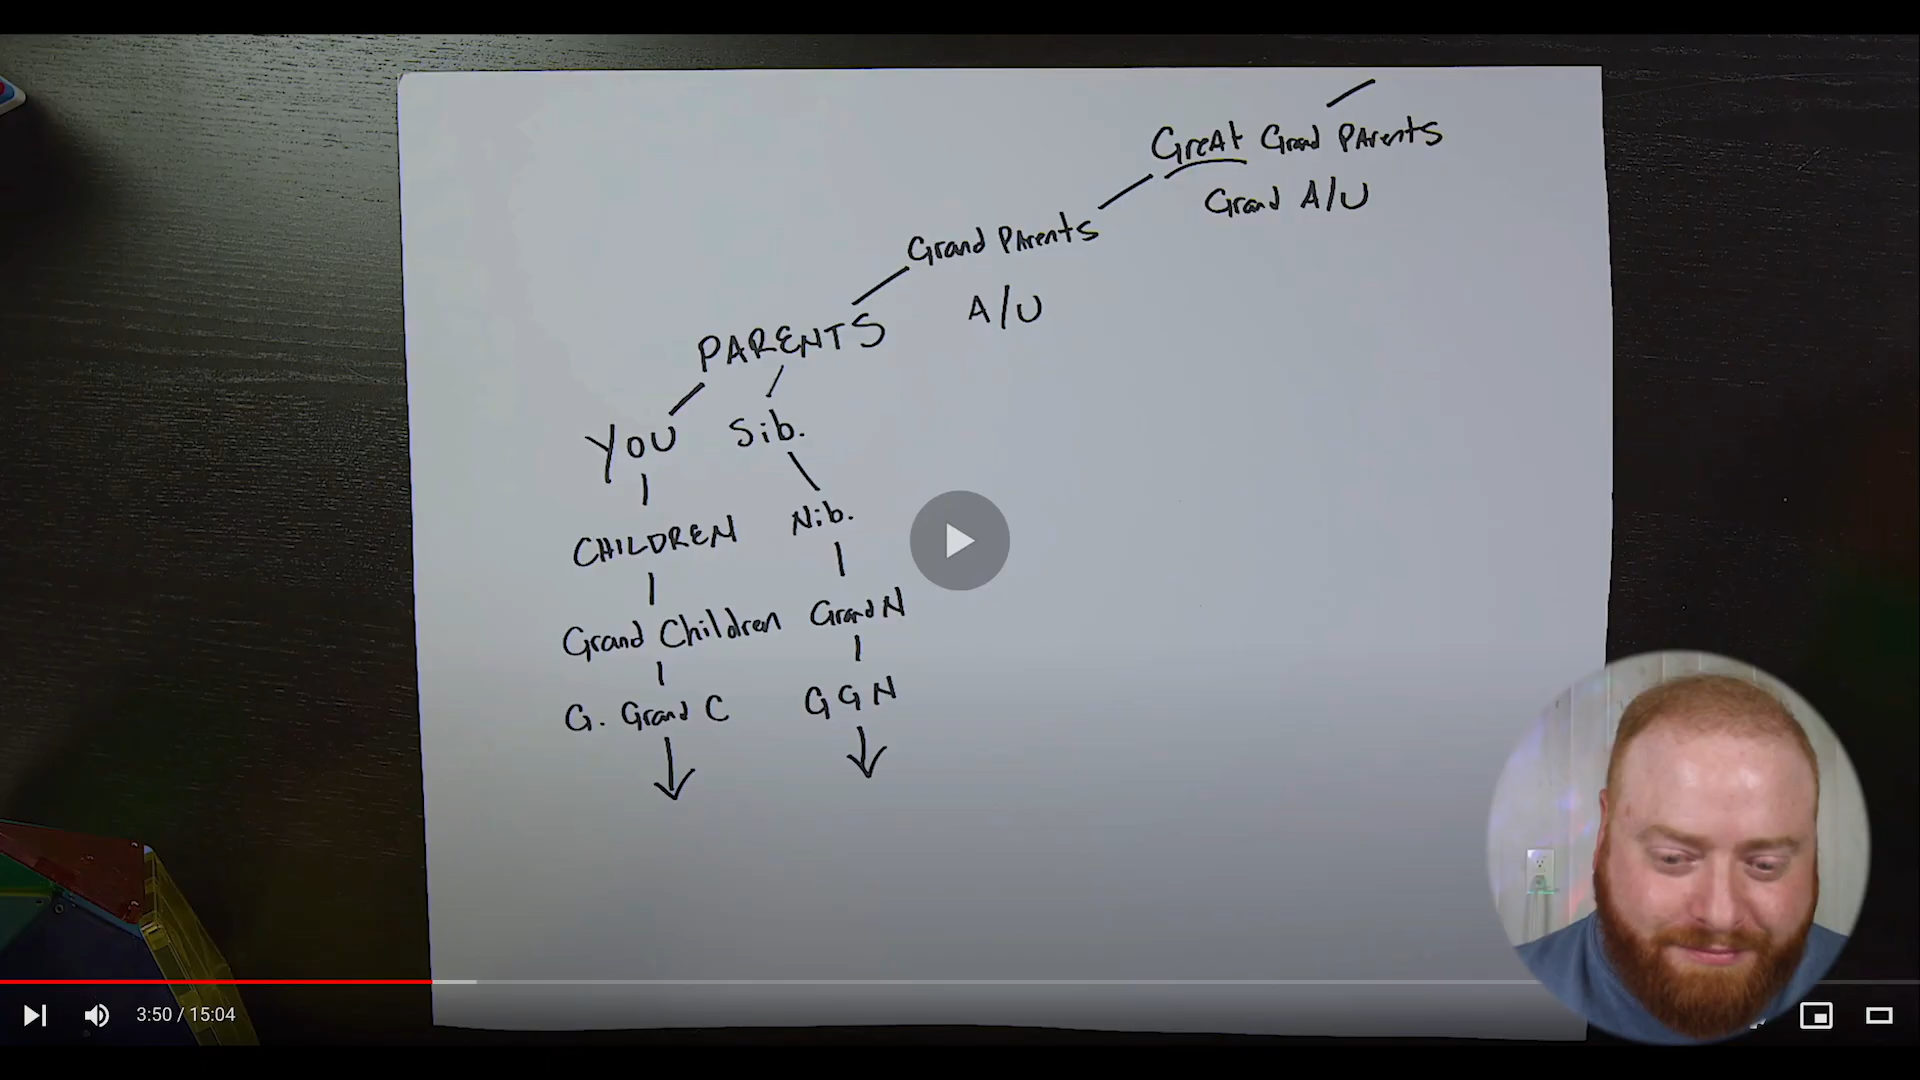 Great Grand Parents
Grand A/U
Grand Parents
A/U
PARENTS
YOU Sib.
CHILDREN Nib.
Grand Children Grand N
G. Grand C G G N
3:50 / 15:04